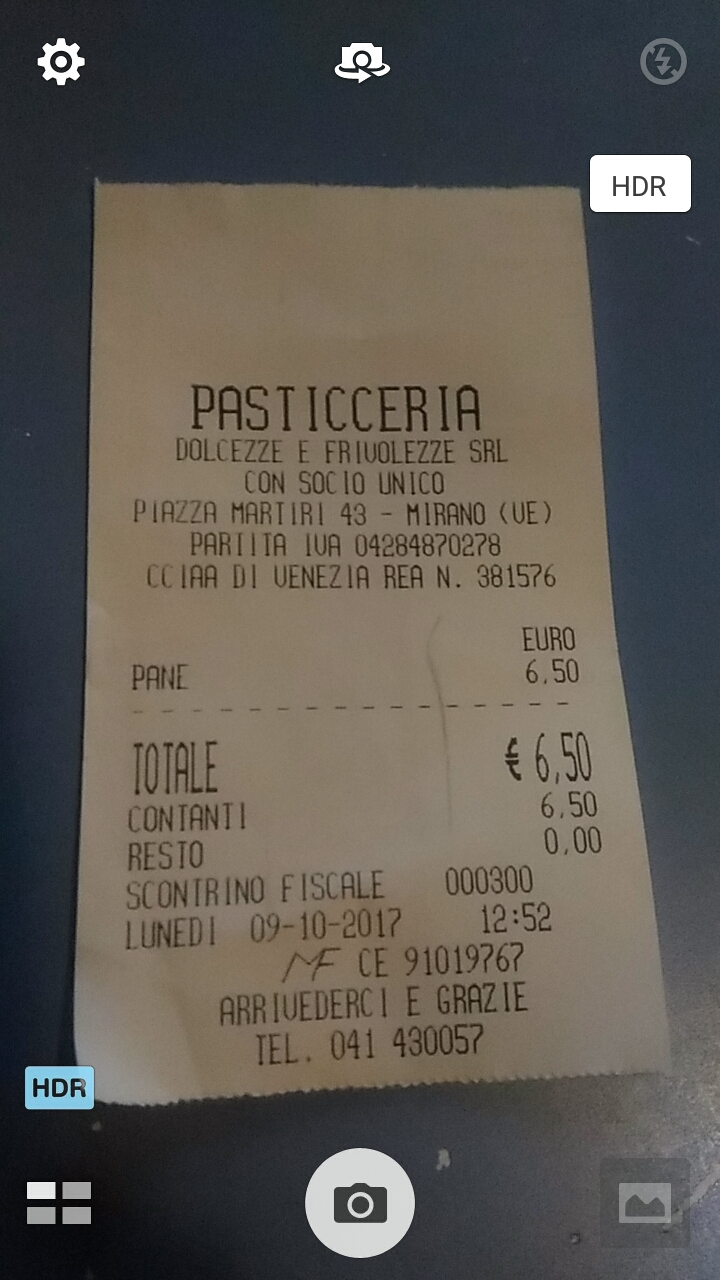 HDR
PASTICCERIA
DOLCEZZE E FRIVOLEZZE SRL
CON SOCIO UNICO
PIAZZA MARTIRI 43 - MIRANO (VE)
PARTITA IVA 04284870278
CCIAA DI VENEZIA REA N. 381576
EURO
PANE 6,50
TOTALE € 6,50
CONTANTI 6,50
RESTO 0,00
SCONTRINO FISCALE 000300
LUNEDI 09-10-2017 12:52
MF CE 91019767
ARRIVEDERCI E GRAZIE
TEL. 041 430057
HDR